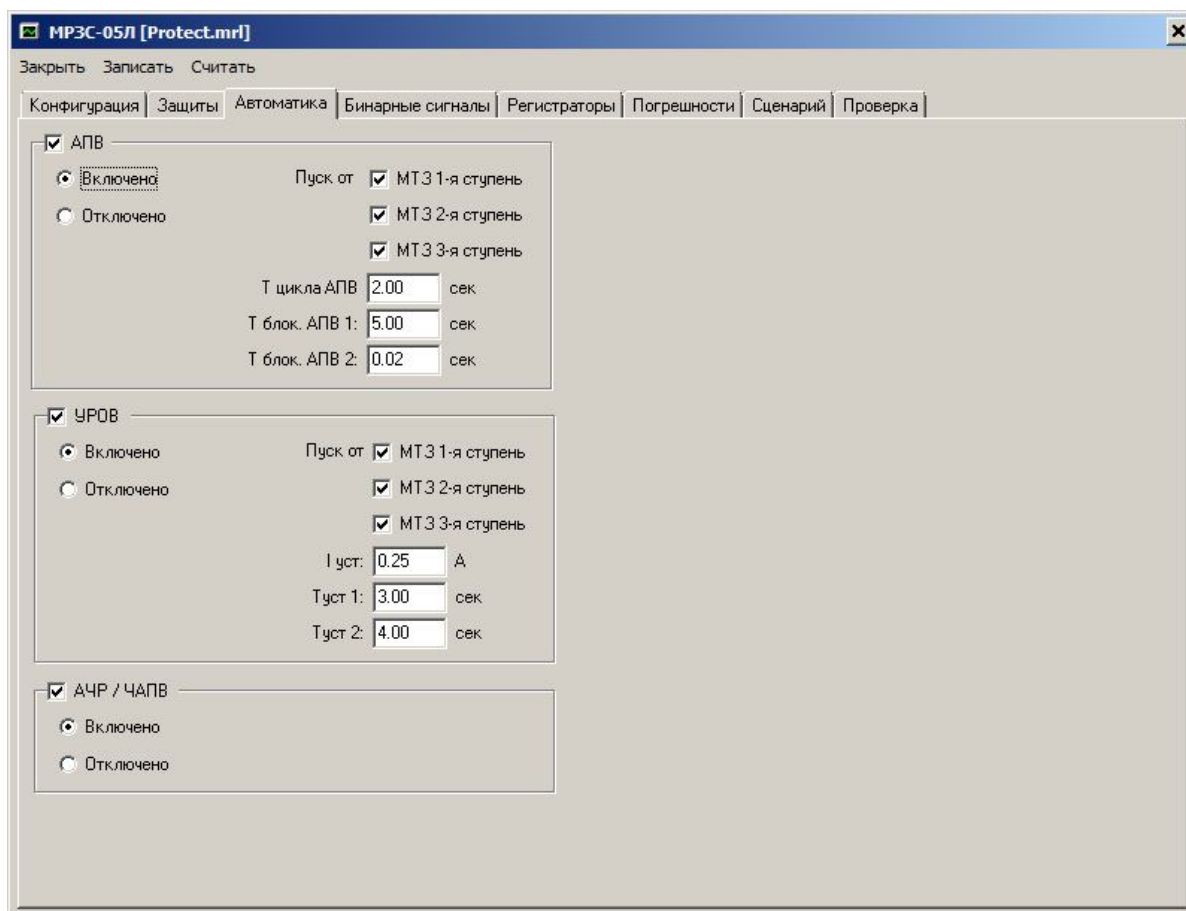 МРЗС-05Л [Protect.mrl]
Закрыть Записать Считать
Конфигурация Защиты Автоматика Бинарные сигналы Регистраторы Погрешности Сценарий Проверка
АПВ
Включено Пуск от МТЗ 1-я ступень
Отключено МТЗ 2-я ступень
МТЗ 3-я ступень
Т цикла АПВ 2.00 сек
Т блок. АПВ 1: 5.00 сек
Т блок. АПВ 2: 0.02 сек
УРОВ
Включено Пуск от МТЗ 1-я ступень
Отключено МТЗ 2-я ступень
МТЗ 3-я ступень
I уст: 0.25 А
Туст 1: 3.00 сек
Туст 2: 4.00 сек
АЧР / ЧАПВ
Включено
Отключено